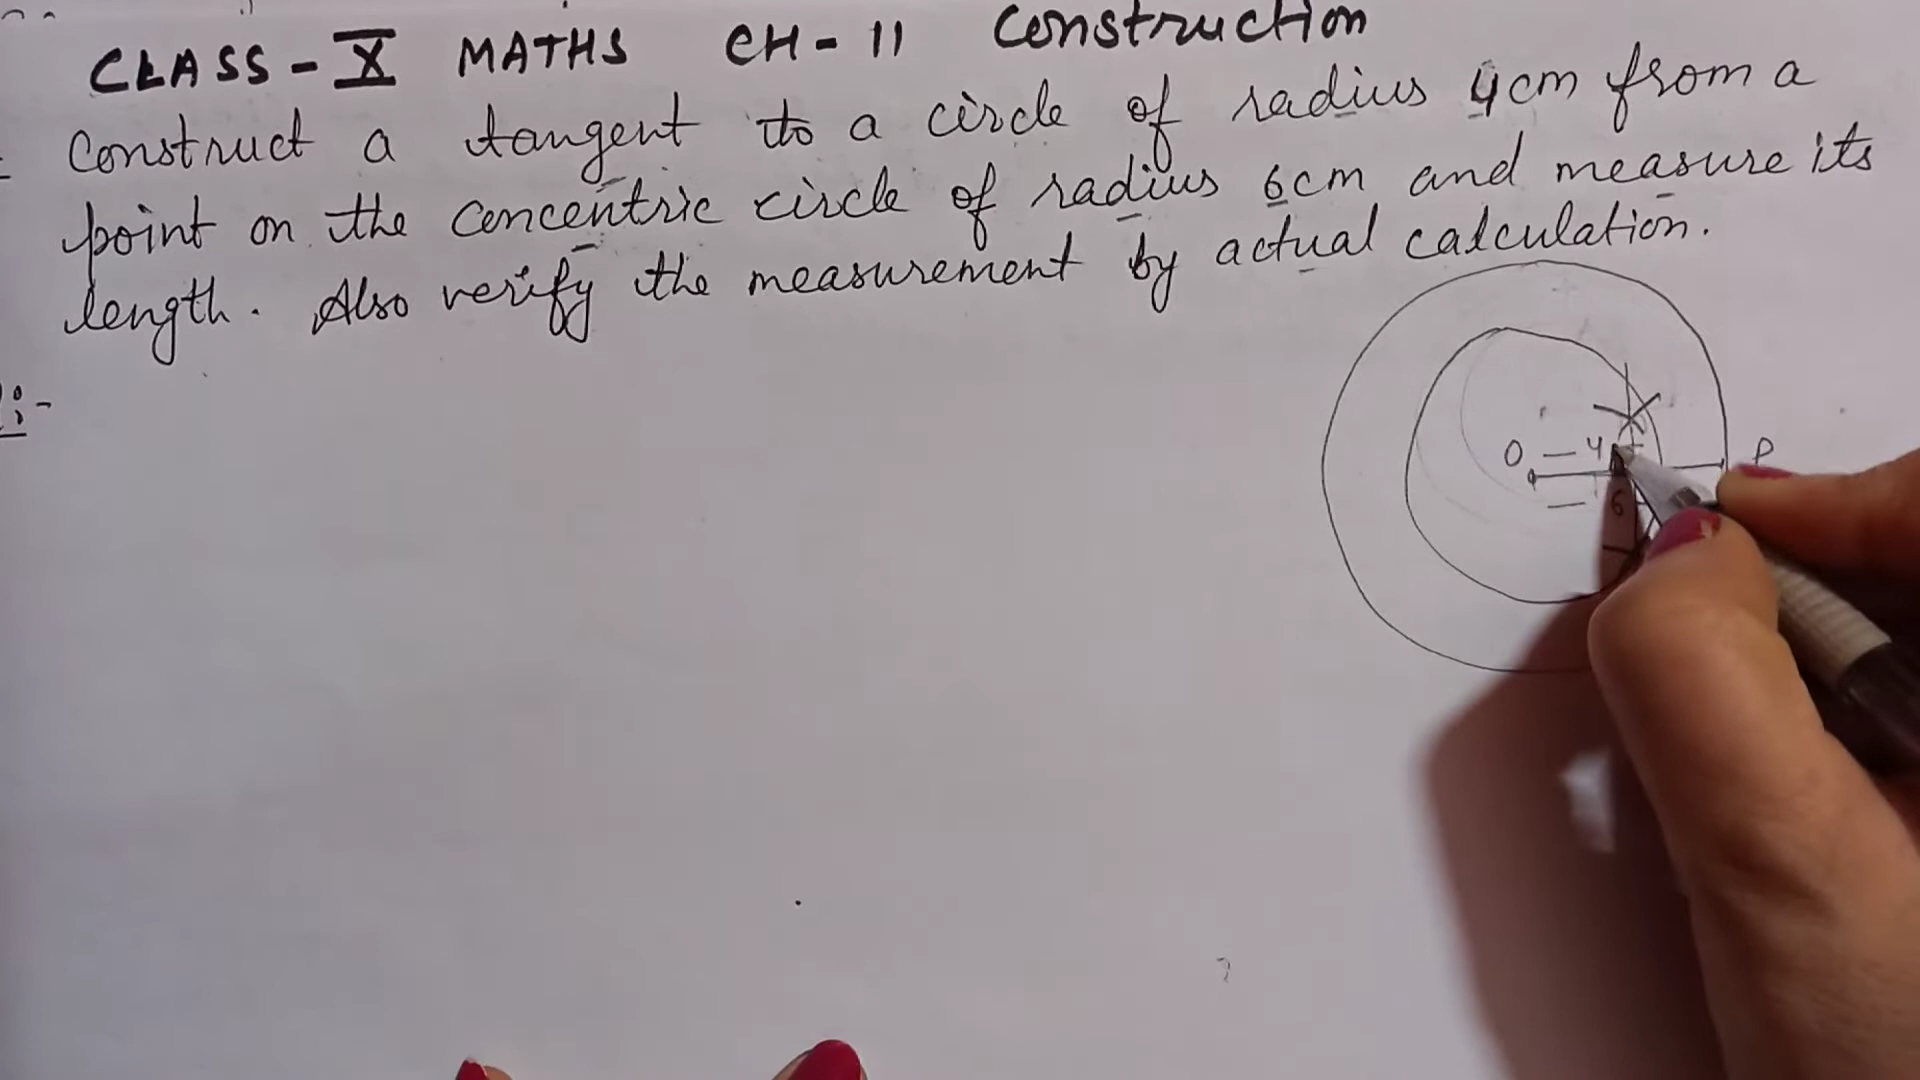 CLASS - X MATHS CH - 11 Construction
Construct a tangent to a circle of radius 4cm from a
point on the concentric circle of radius 6cm and measure its
length. Also verify the measurement by actual calculation.
O 4 P
6